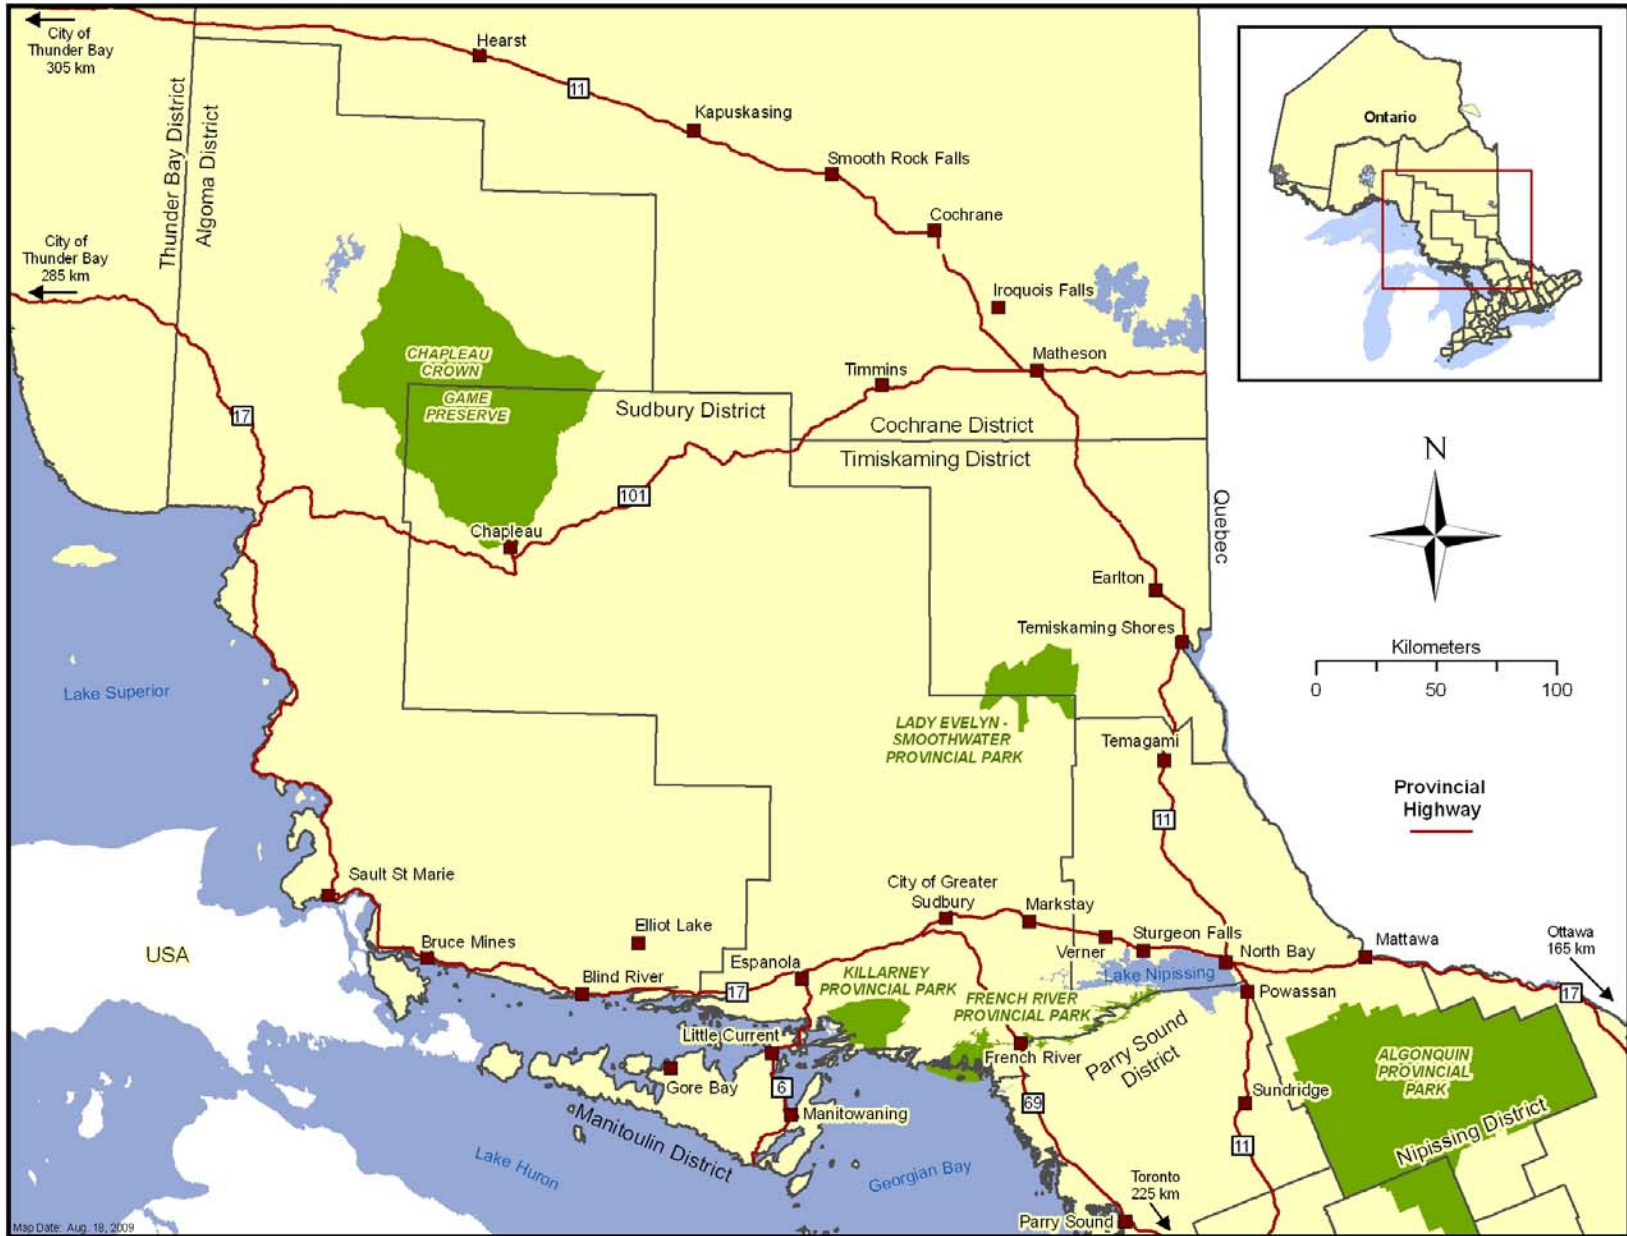 City of
Thunder Bay
305 km
Hearst
11
Kapuskasing
Smooth Rock Falls
Cochrane
Thunder Bay District
Algoma District
City of
Thunder Bay
285 km
Iroquois Falls
CHAPLEAU
CROWN
GAME
PRESERVE
Timmins
Matheson
17
Sudbury District
Cochrane District
Timiskaming District
101
Chapleau
Quebec
Earlton
Temiskaming Shores
Lake Superior
LADY EVELYN -
SMOOTHWATER
PROVINCIAL PARK
Temagami
11
Sault St Marie
City of Greater
Sudbury
Markstay
Elliot Lake
Sturgeon Falls
Verner
North Bay
Mattawa
Ottawa
165 km
USA
Bruce Mines
Blind River
Espanola
17
KILLARNEY
PROVINCIAL PARK
Lake Nipissing
FRENCH RIVER
PROVINCIAL PARK
Powassan
17
Little Current
French River
Parry Sound
District
ALGONQUIN
PROVINCIAL
PARK
Gore Bay
6
Manitowaning
69
Sundridge
Manitoulin District
11
Nipissing District
Lake Huron
Georgian Bay
Toronto
225 km
Parry Sound
Map Date: Aug. 18, 2009
Ontario
N
Kilometers
0 50 100
Provincial
Highway